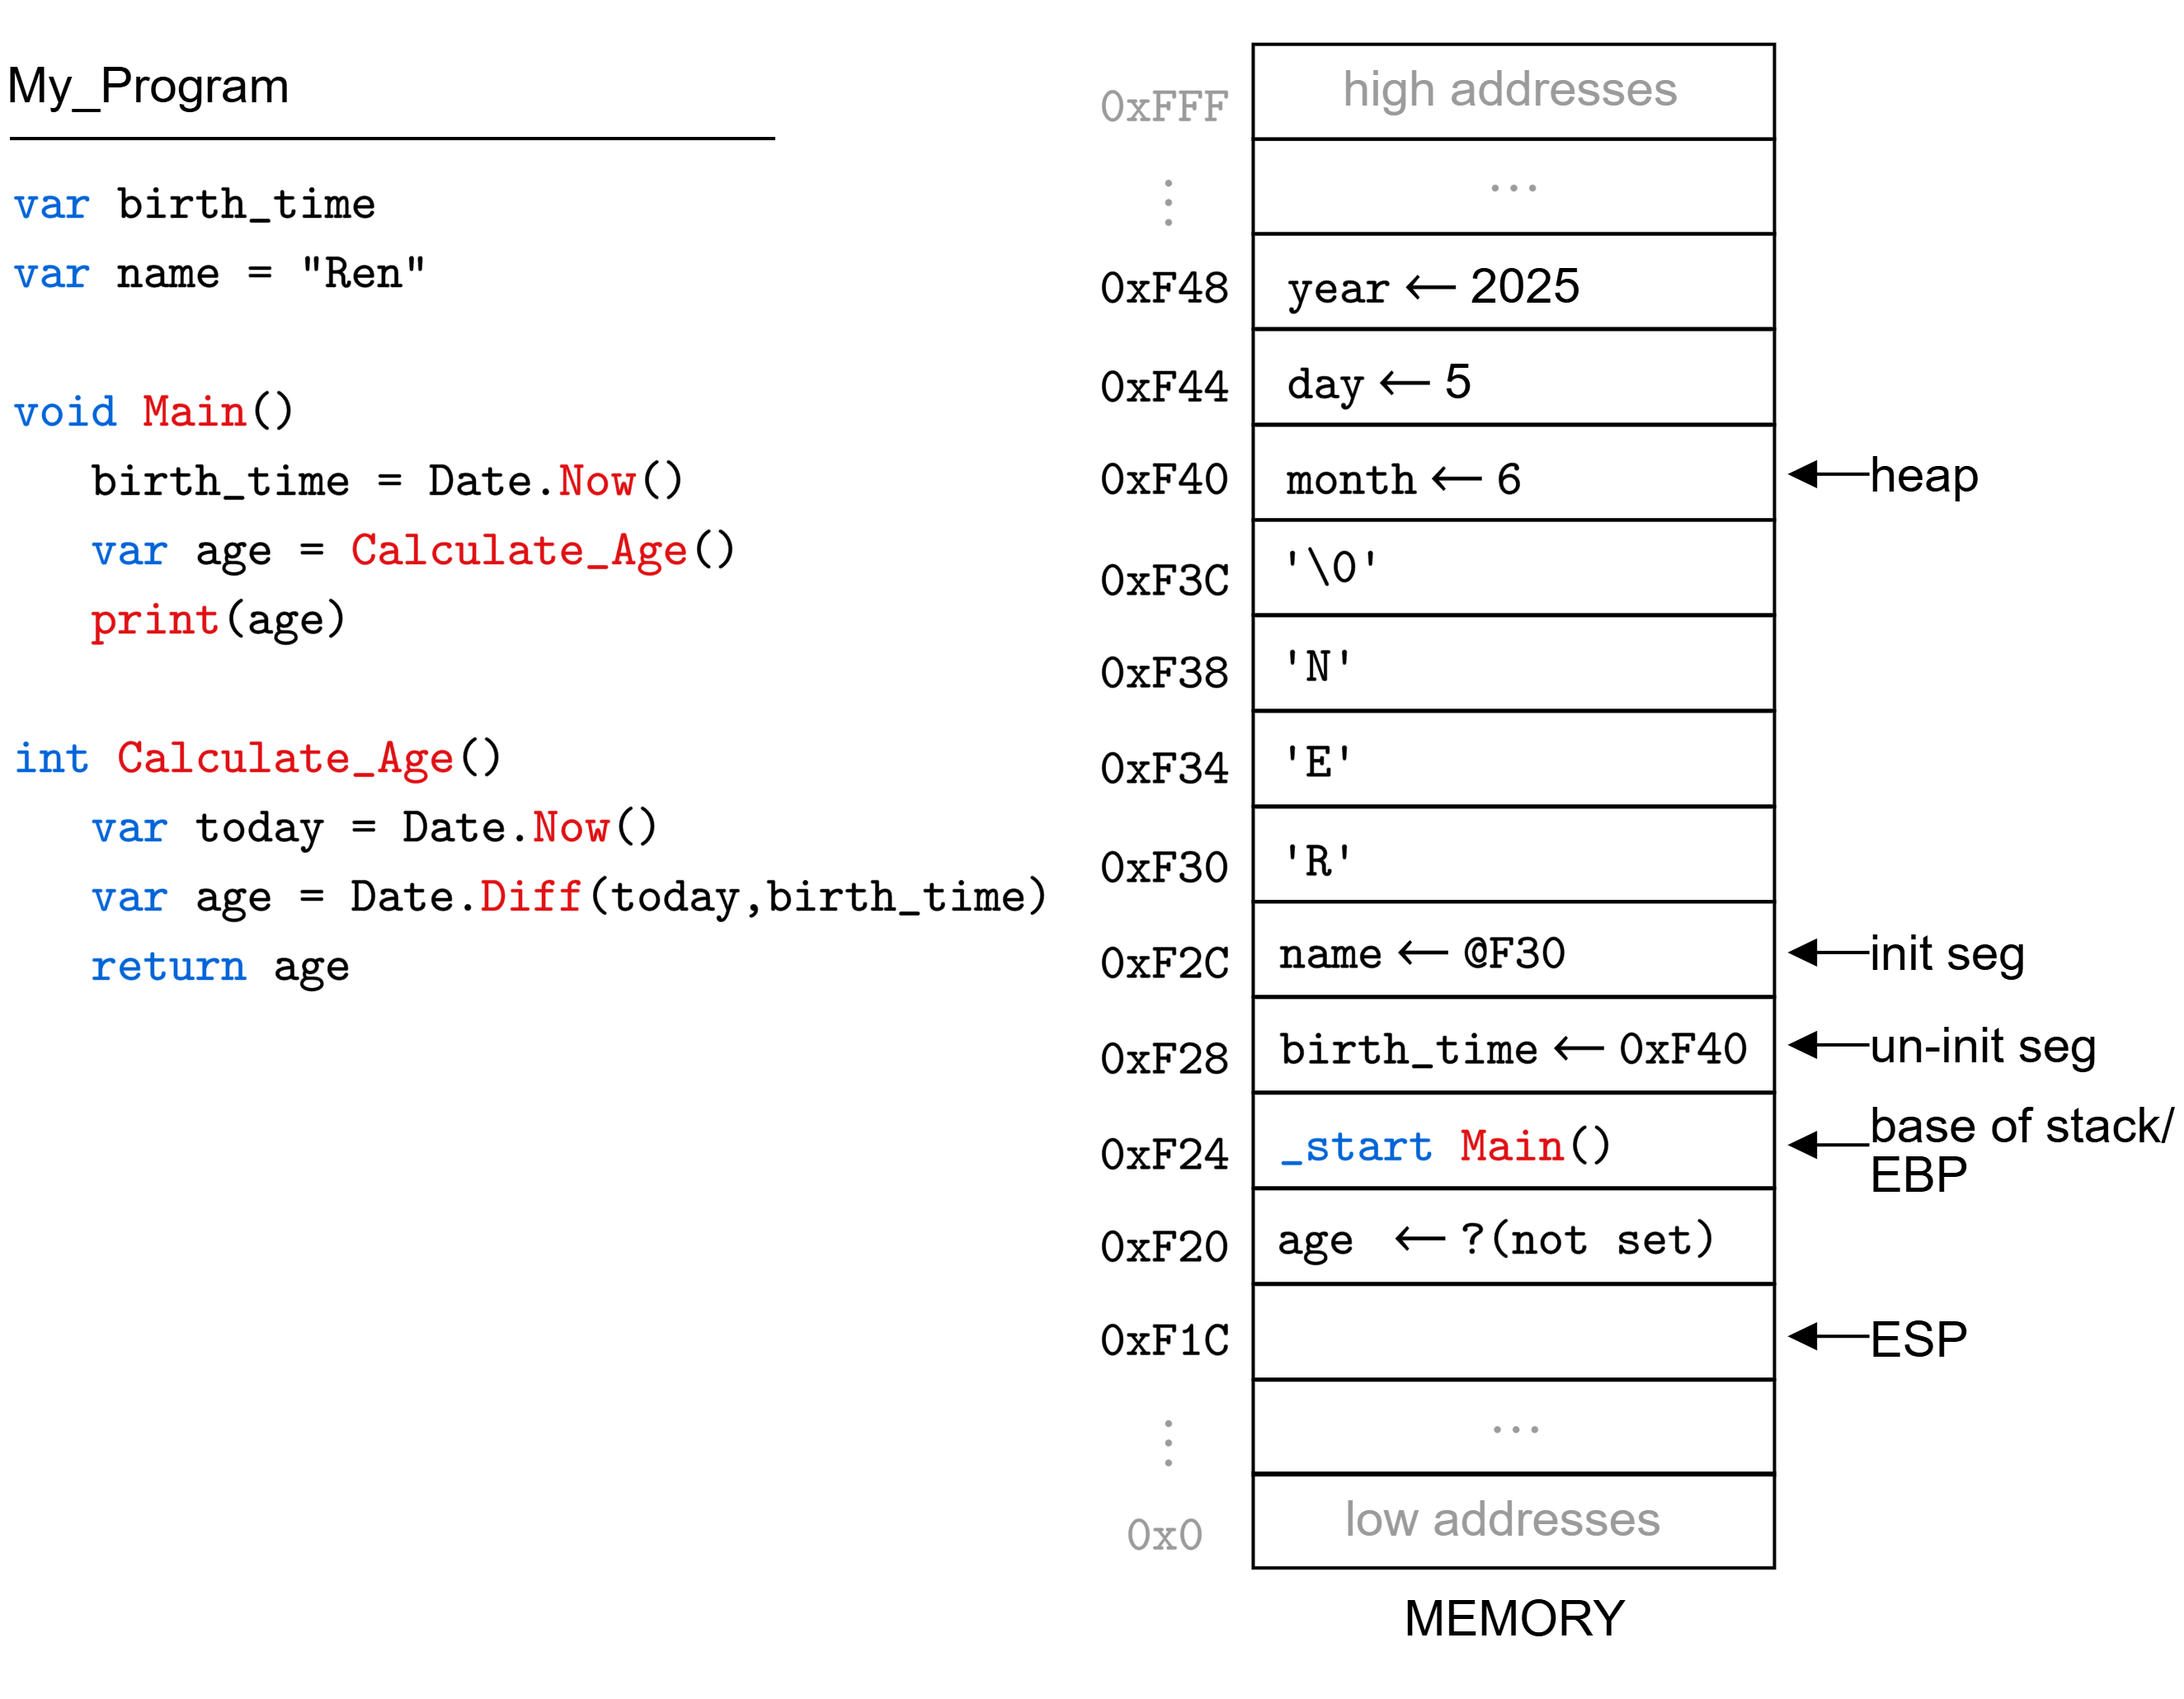 My_Program
var birth_time
var name = "Ren"
void Main()
birth_time = Date.Now()
var age = Calculate_Age()
print(age)
int Calculate_Age()
var today = Date.Now()
var age = Date.Diff(today,birth_time)
return age
0xFFF high addresses
...
0xF48 year ← 2025
0xF44 day ← 5
0xF40 month ← 6 heap
0xF3C '\0'
0xF38 'N'
0xF34 'E'
0xF30 'R'
0xF2C name ← @F30 init seg
0xF28 birth_time ← 0xF40 un-init seg
0xF24 _start Main() base of stack/
EBP
0xF20 age ← ?(not set)
0xF1C ESP
...
0x0 low addresses
MEMORY